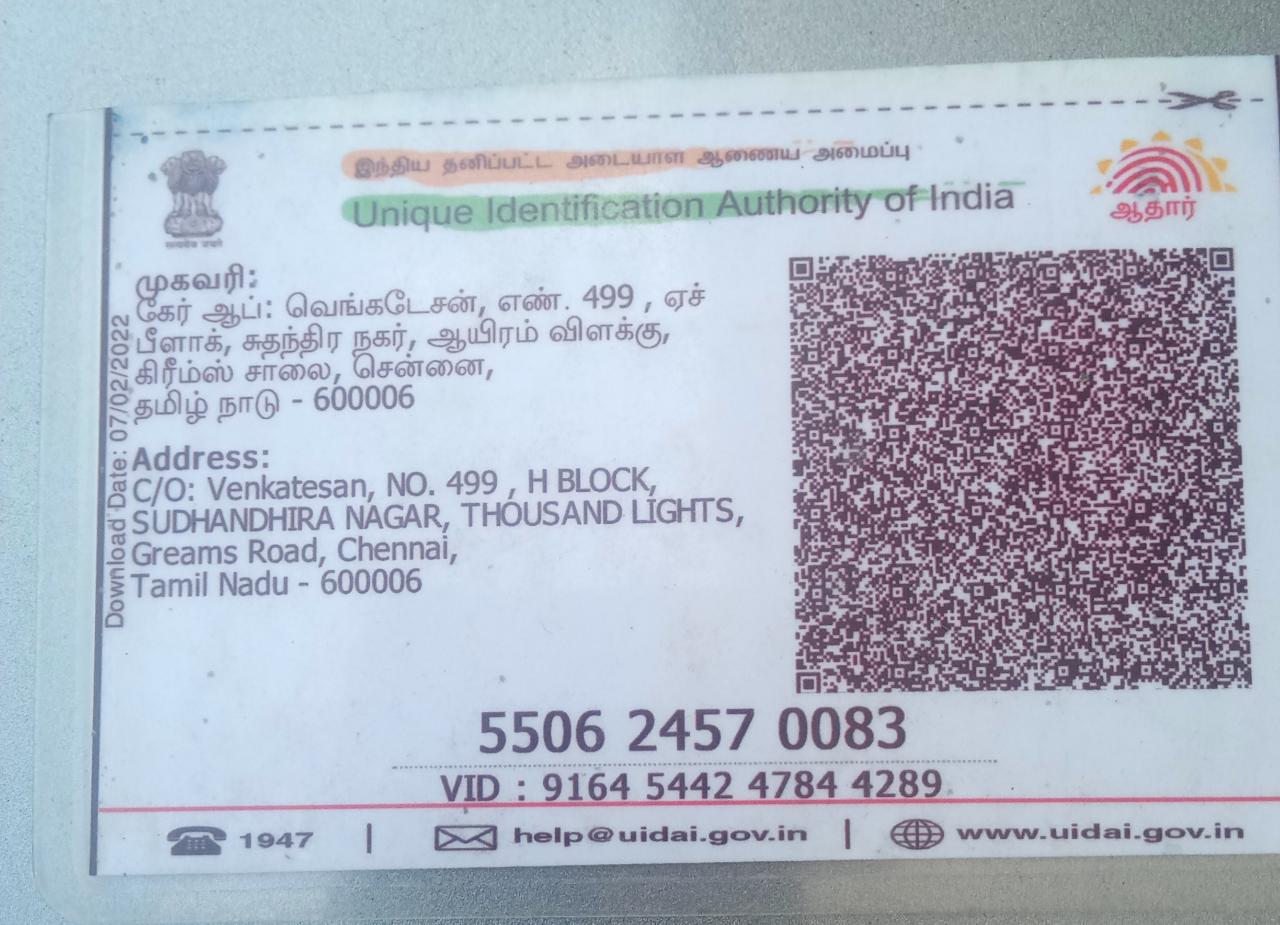 இந்திய தனிப்பட்ட அடையாள ஆணைய அமைப்பு
Unique Identification Authority of India
ஆதார்
सत्यमेव जयते
முகவரி:
கேர் ஆப்: வெங்கடேசன், எண். 499 , ஏச்
பீளாக், சுதந்திர நகர், ஆயிரம் விளக்கு,
கிரீம்ஸ் சாலை, சென்னை,
தமிழ் நாடு - 600006
Address:
C/O: Venkatesan, NO. 499 , H BLOCK,
SUDHANDHIRA NAGAR, THOUSAND LIGHTS,
Greams Road, Chennai,
Tamil Nadu - 600006
Download Date: 07/02/2022
5506 2457 0083
VID : 9164 5442 4784 4289
1947 | help@uidai.gov.in | www.uidai.gov.in